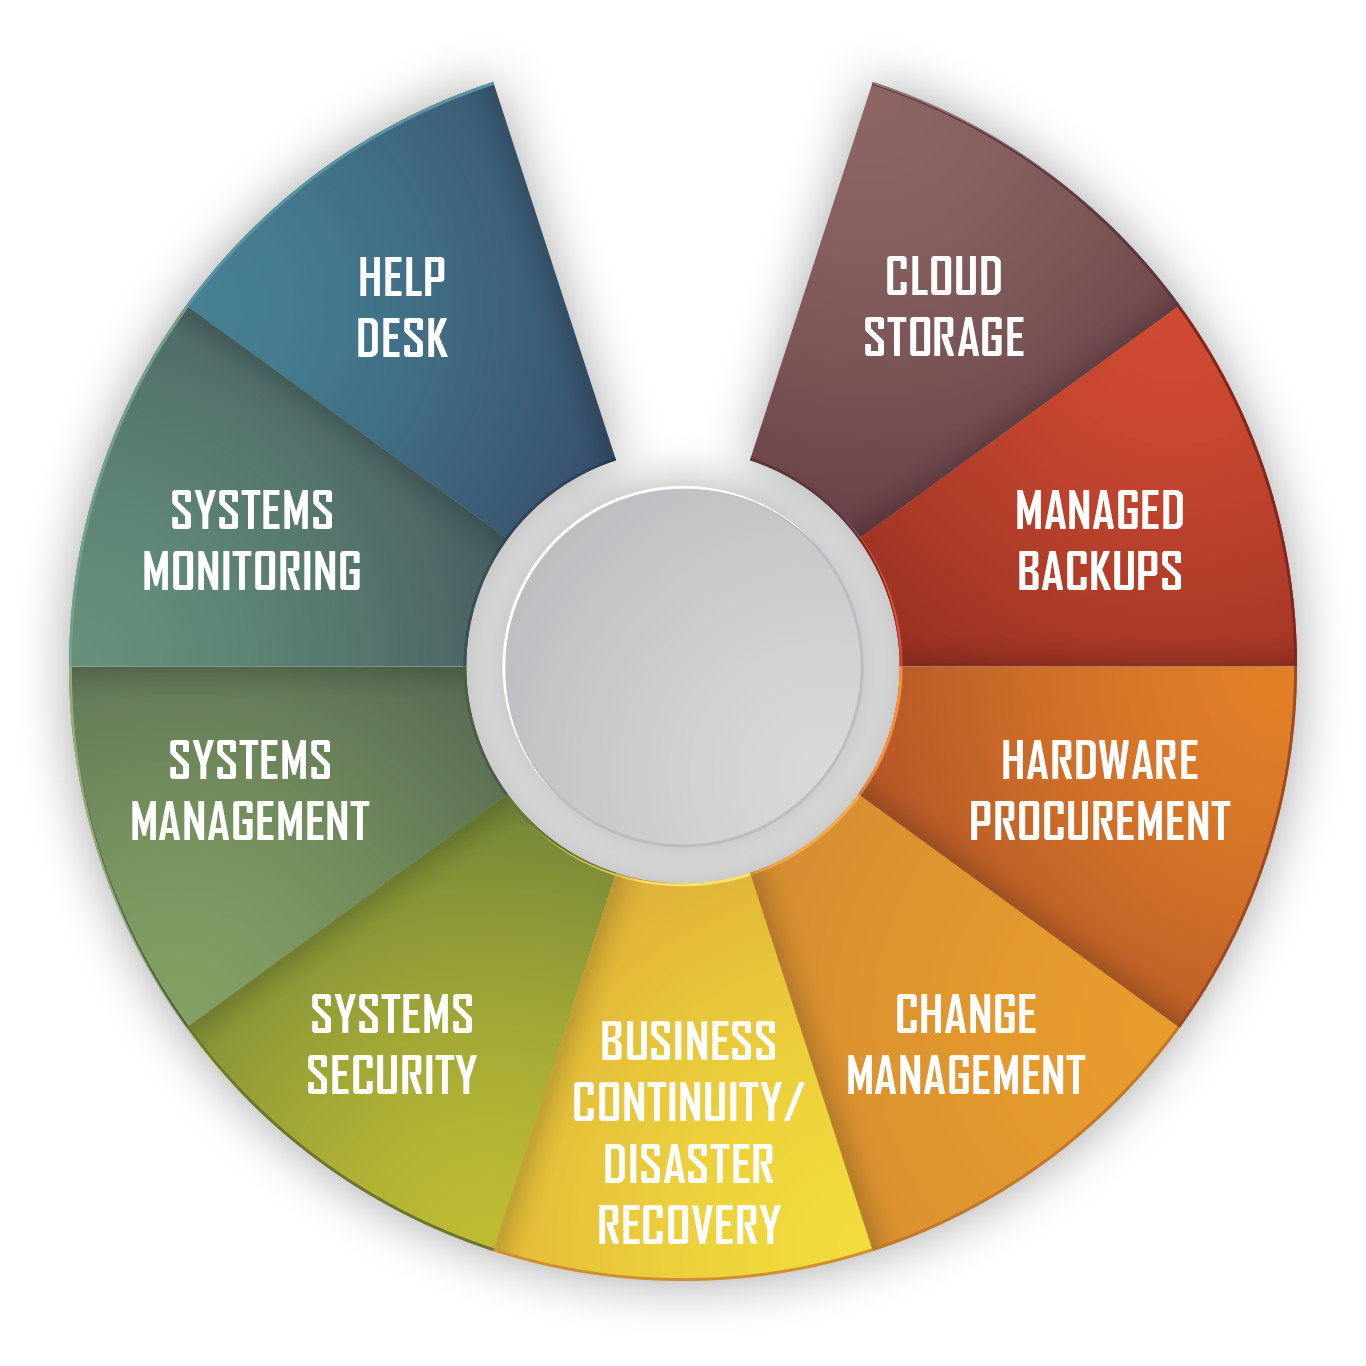 HELP
DESK
CLOUD
STORAGE
SYSTEMS
MONITORING
MANAGED
BACKUPS
SYSTEMS
MANAGEMENT
HARDWARE
PROCUREMENT
SYSTEMS
SECURITY
BUSINESS
CONTINUITY/
DISASTER
RECOVERY
CHANGE
MANAGEMENT